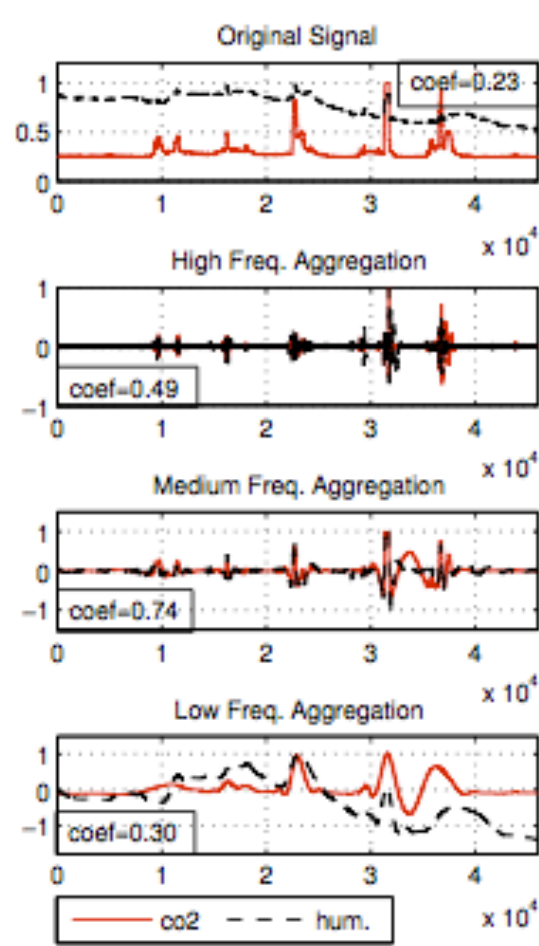 Original Signal
1
coef=0.23
0.5
0
0 1 2 3 4
x 10^4
High Freq. Aggregation
1
0
coef=0.49
−1
0 1 2 3 4
x 10^4
Medium Freq. Aggregation
1
0
−1
coef=0.74
0 1 2 3 4
x 10^4
Low Freq. Aggregation
1
0
−1
coef=0.30
0 1 2 3 4
co2 hum.
x 10^4